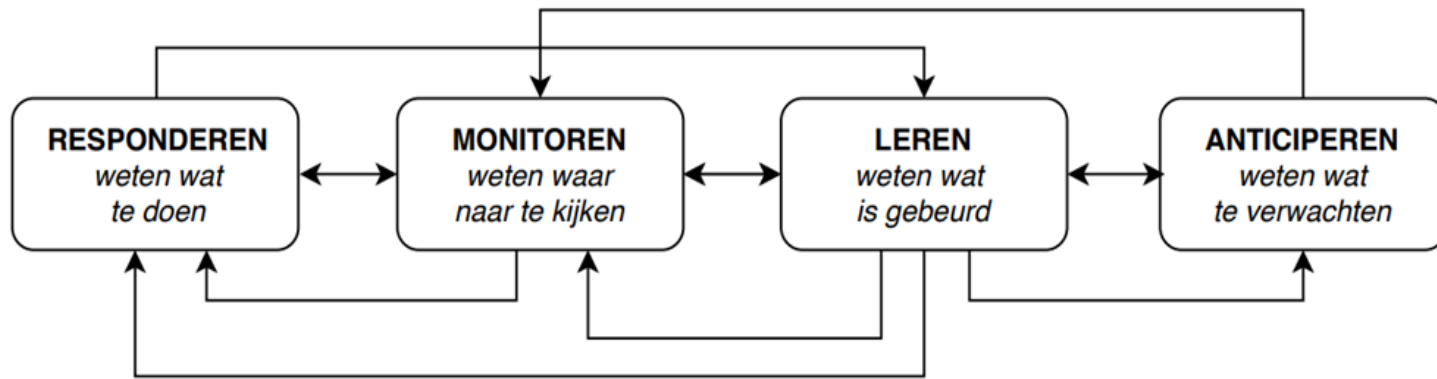 RESPONDEREN
weten wat
te doen
MONITOREN
weten waar
naar te kijken
LEREN
weten wat
is gebeurd
ANTICIPEREN
weten wat
te verwachten